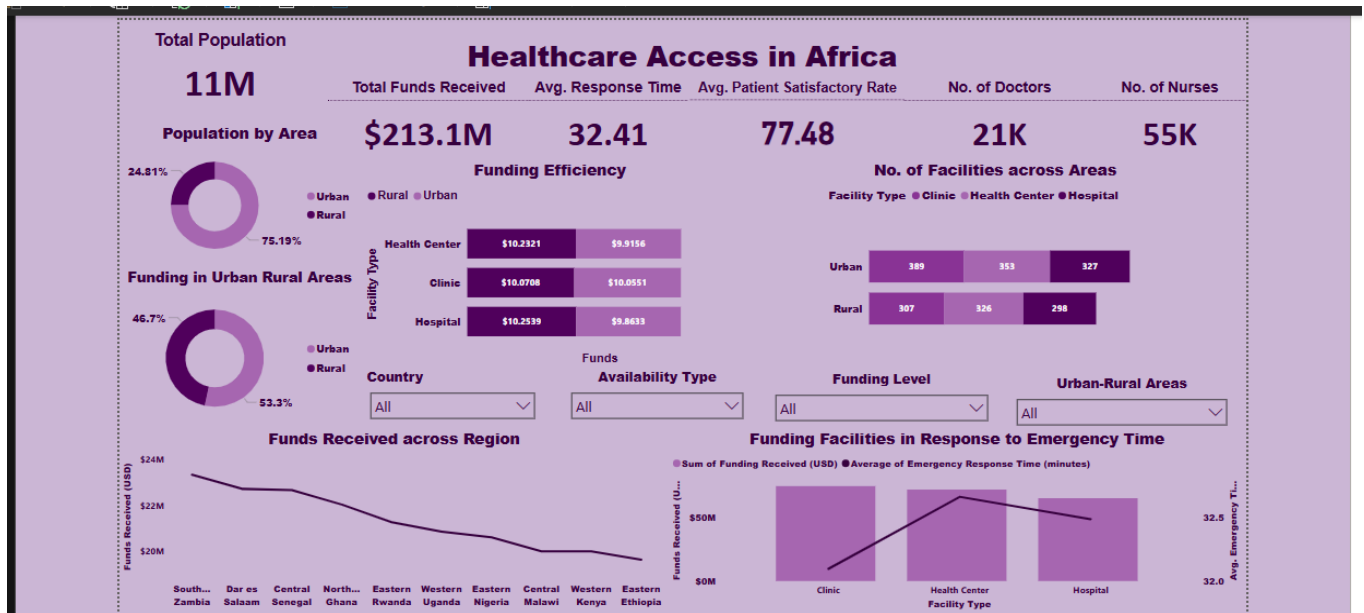 Healthcare Access in Africa
Total Population
11M
Total Funds Received
$213.1M
Avg. Response Time
32.41
Avg. Patient Satisfactory Rate
77.48
No. of Doctors
21K
No. of Nurses
55K
Population by Area
24.81%
75.19%
Urban
Rural
Funding in Urban Rural Areas
46.7%
53.3%
Urban
Rural
Funding Efficiency
Rural Urban
Facility Type
Health Center $10.2321 $9.9156
Clinic $10.0708 $10.0551
Hospital $10.2539 $9.8633
Funds
No. of Facilities across Areas
Facility Type Clinic Health Center Hospital
Urban 389 353 327
Rural 307 326 298
Country
All
Availability Type
All
Funding Level
All
Urban-Rural Areas
All
Funds Received across Region
Funds Received (USD)
$24M
$22M
$20M
South... Zambia
Dar es Salaam
Central Senegal
North... Ghana
Eastern Rwanda
Western Uganda
Eastern Nigeria
Central Malawi
Western Kenya
Eastern Ethiopia
Funding Facilities in Response to Emergency Time
Sum of Funding Received (USD) Average of Emergency Response Time (minutes)
Funds Received (U...
$50M
$0M
32.5
32.0
Avg. Emergency Ti...
Clinic
Health Center
Hospital
Facility Type